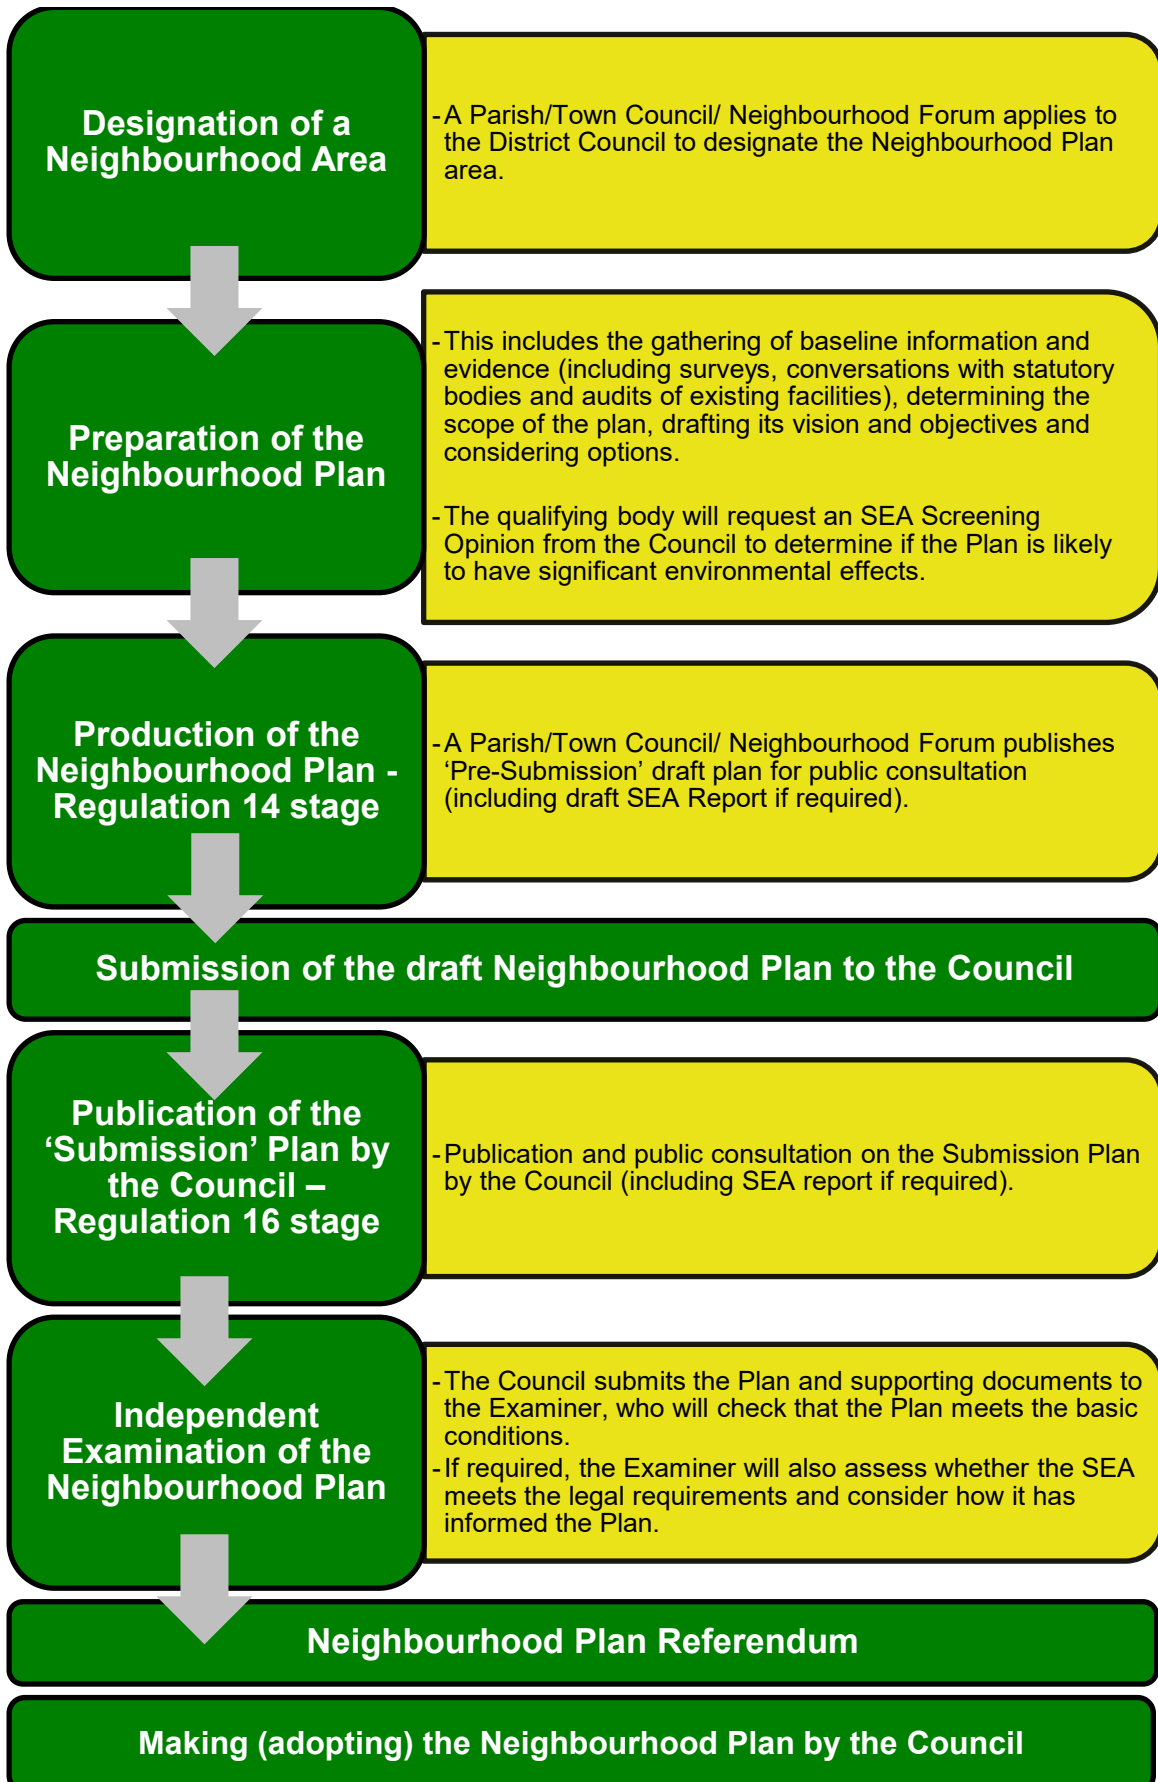 Designation of a
Neighbourhood Area
-A Parish/Town Council/ Neighbourhood Forum applies to
the District Council to designate the Neighbourhood Plan
area.
Preparation of the
Neighbourhood Plan
-This includes the gathering of baseline information and
evidence (including surveys, conversations with statutory
bodies and audits of existing facilities), determining the
scope of the plan, drafting its vision and objectives and
considering options.
-The qualifying body will request an SEA Screening
Opinion from the Council to determine if the Plan is likely
to have significant environmental effects.
Production of the
Neighbourhood Plan -
Regulation 14 stage
-A Parish/Town Council/ Neighbourhood Forum publishes
‘Pre-Submission’ draft plan for public consultation
(including draft SEA Report if required).
Submission of the draft Neighbourhood Plan to the Council
Publication of the
‘Submission’ Plan by
the Council –
Regulation 16 stage
-Publication and public consultation on the Submission Plan
by the Council (including SEA report if required).
Independent
Examination of the
Neighbourhood Plan
-The Council submits the Plan and supporting documents to
the Examiner, who will check that the Plan meets the basic
conditions.
-If required, the Examiner will also assess whether the SEA
meets the legal requirements and consider how it has
informed the Plan.
Neighbourhood Plan Referendum
Making (adopting) the Neighbourhood Plan by the Council